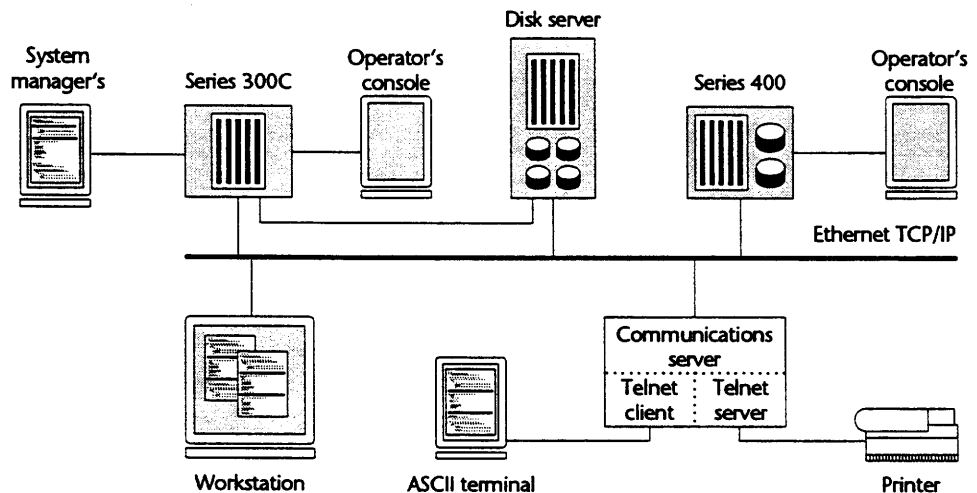 Disk server
System
manager's
Series 300C
Operator's
console
Series 400
Operator's
console
Ethernet TCP/IP
Communications
server
Telnet
client
Telnet
server
Workstation
ASCII terminal
Printer